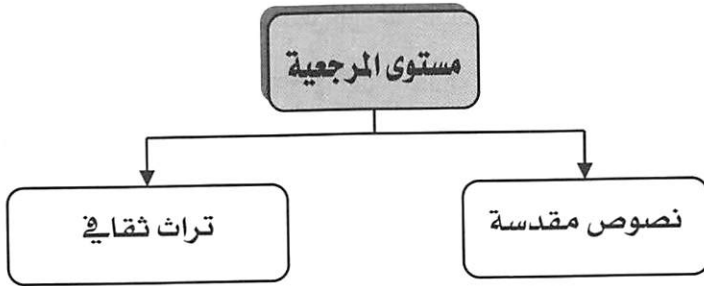 مستوى المرجعية
نصوص مقدسة
تراث ثقافي